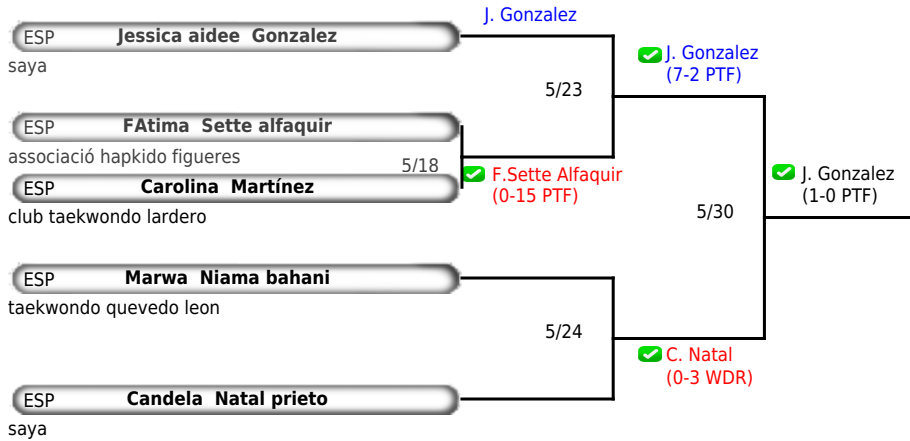 J. Gonzalez
ESP Jessica aidee Gonzalez
saya
J. Gonzalez
(7-2 PTF)
5/23
ESP FAtima Sette alfaquir
associació hapkido figueres
5/18
F.Sette Alfaquir
(0-15 PTF)
ESP Carolina Martínez
club taekwondo lardero
J. Gonzalez
(1-0 PTF)
5/30
ESP Marwa Niama bahani
taekwondo quevedo leon
5/24
C. Natal
(0-3 WDR)
ESP Candela Natal prieto
saya